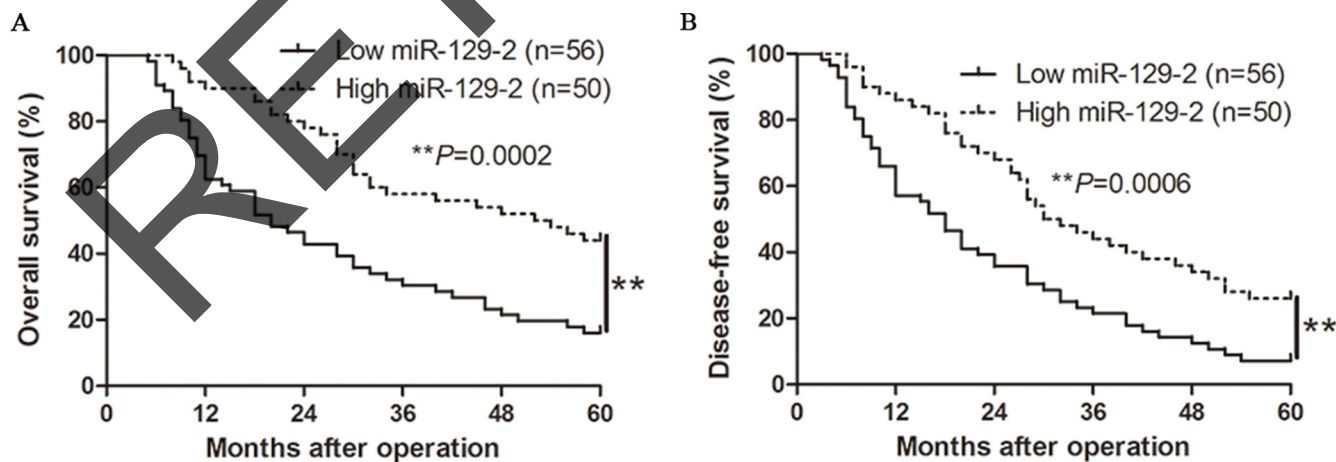 A
Overall survival (%)
100
80
60
40
20
0
0 12 24 36 48 60
Months after operation
Low miR-129-2 (n=56)
High miR-129-2 (n=50)
**P=0.0002
**
B
Disease-free survival (%)
100
80
60
40
20
0
0 12 24 36 48 60
Months after operation
Low miR-129-2 (n=56)
High miR-129-2 (n=50)
**P=0.0006
**